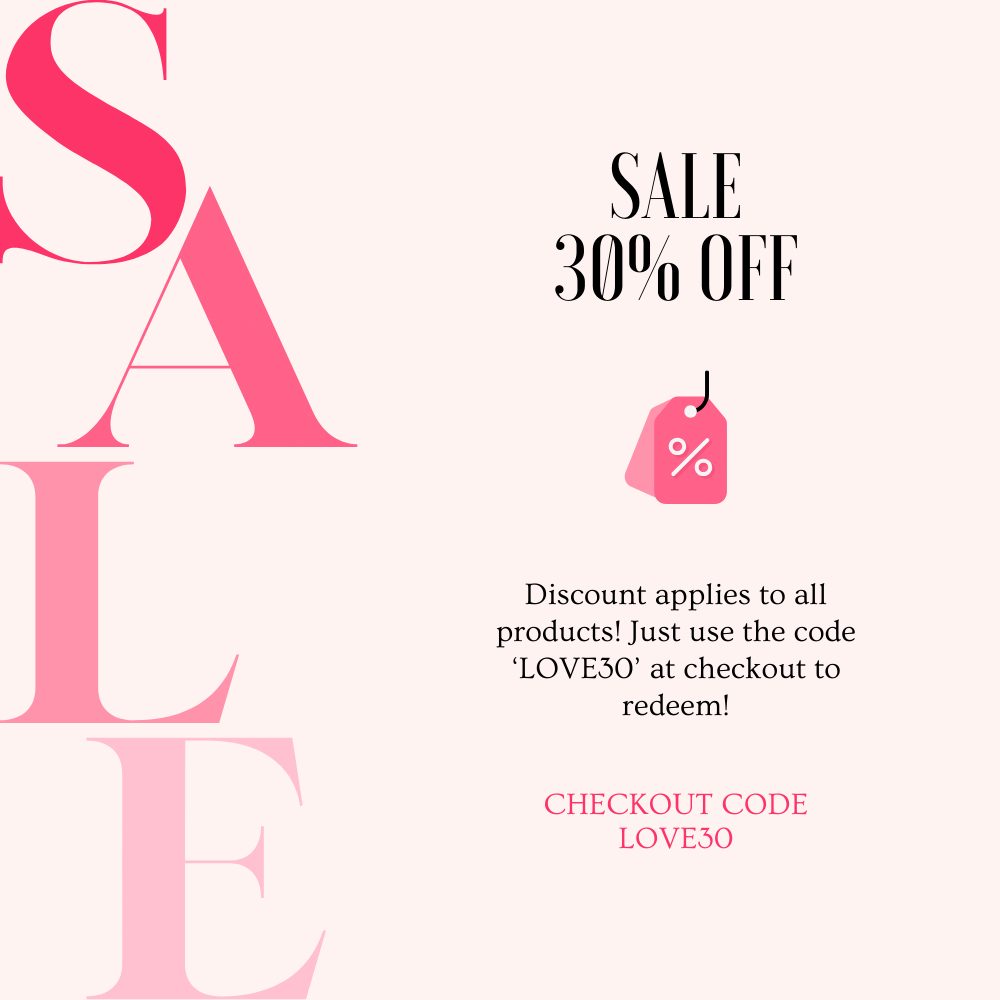 SALE
SALE
30% OFF
%
Discount applies to all
products! Just use the code
‘LOVE30’ at checkout to
redeem!
CHECKOUT CODE
LOVE30